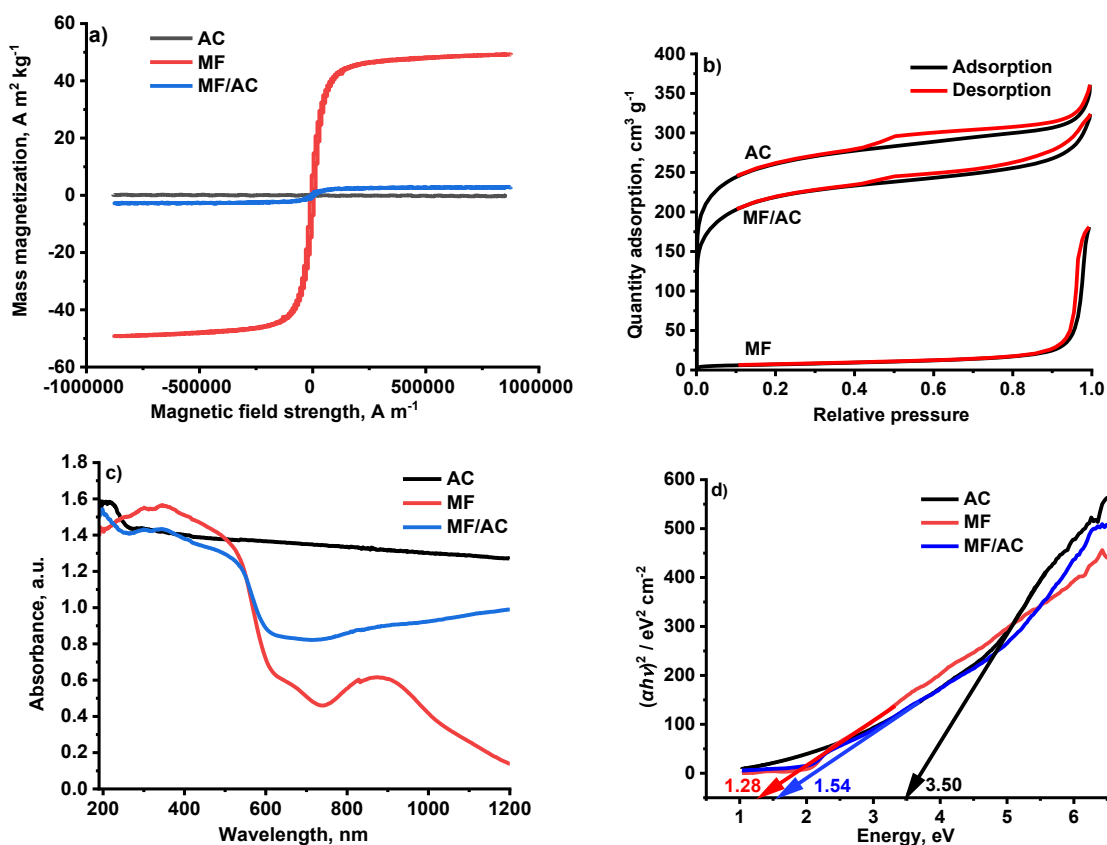 a)
AC
MF
MF/AC
60
40
20
0
-20
-40
-60
-1000000 -500000 0 500000 1000000
Mass magnetization, A m² kg⁻¹
Magnetic field strength, A m⁻¹
b)
Adsorption
Desorption
AC
MF/AC
MF
400
350
300
250
200
150
100
50
0
0.0 0.2 0.4 0.6 0.8 1.0
Quantity adsorption, cm³ g⁻¹
Relative pressure
c)
AC
MF
MF/AC
1.8
1.6
1.4
1.2
1.0
0.8
0.6
0.4
0.2
0.0
200 400 600 800 1000 1200
Absorbance, a.u.
Wavelength, nm
d)
AC
MF
MF/AC
600
500
400
300
200
100
0
1.28 1.54 3.50
1 2 3 4 5 6
(αhν)² / eV² cm⁻²
Energy, eV